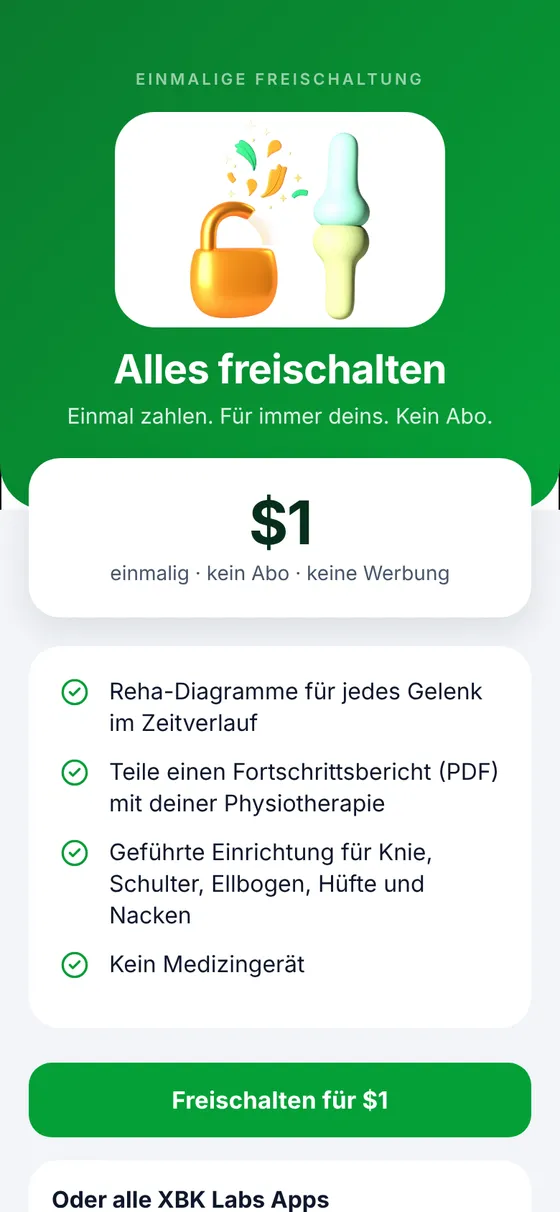 EINMALIGE FREISCHALTUNG
Alles freischalten
Einmal zahlen. Für immer deins. Kein Abo.
$1
einmalig · kein Abo · keine Werbung
Reha-Diagramme für jedes Gelenk
im Zeitverlauf
Teile einen Fortschrittsbericht (PDF)
mit deiner Physiotherapie
Geführte Einrichtung für Knie,
Schulter, Ellbogen, Hüfte und
Nacken
Kein Medizingerät
Freischalten für $1
Oder alle XBK Labs Apps